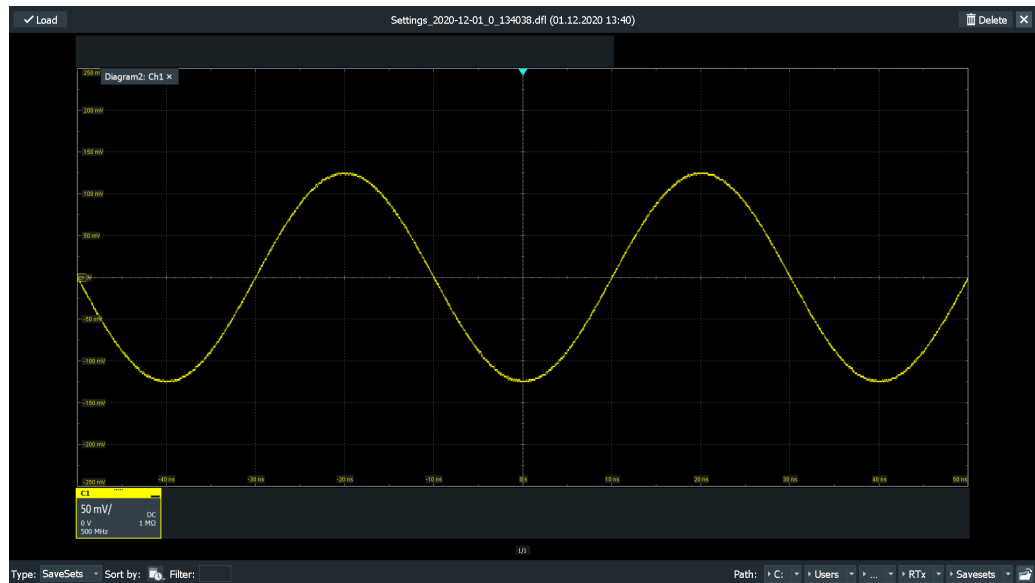 Load
Settings_2020-12-01_0_134038.dfl (01.12.2020 13:40)
Delete ×
250 m
Diagram2: Ch1 ×
200 mV
150 mV
100 mV
50 mV
-50 mV
-100 mV
-150 mV
-200 mV
-250 mV
-40 ns
-30 ns
-20 ns
-10 ns
0 s
10 ns
20 ns
30 ns
40 ns
50 ns
C1
50 mV/
DC
0 V
1 MΩ
500 MHz
1/1
Type: SaveSets Sort by: Filter:
Path: C: Users ... RTx Savesets